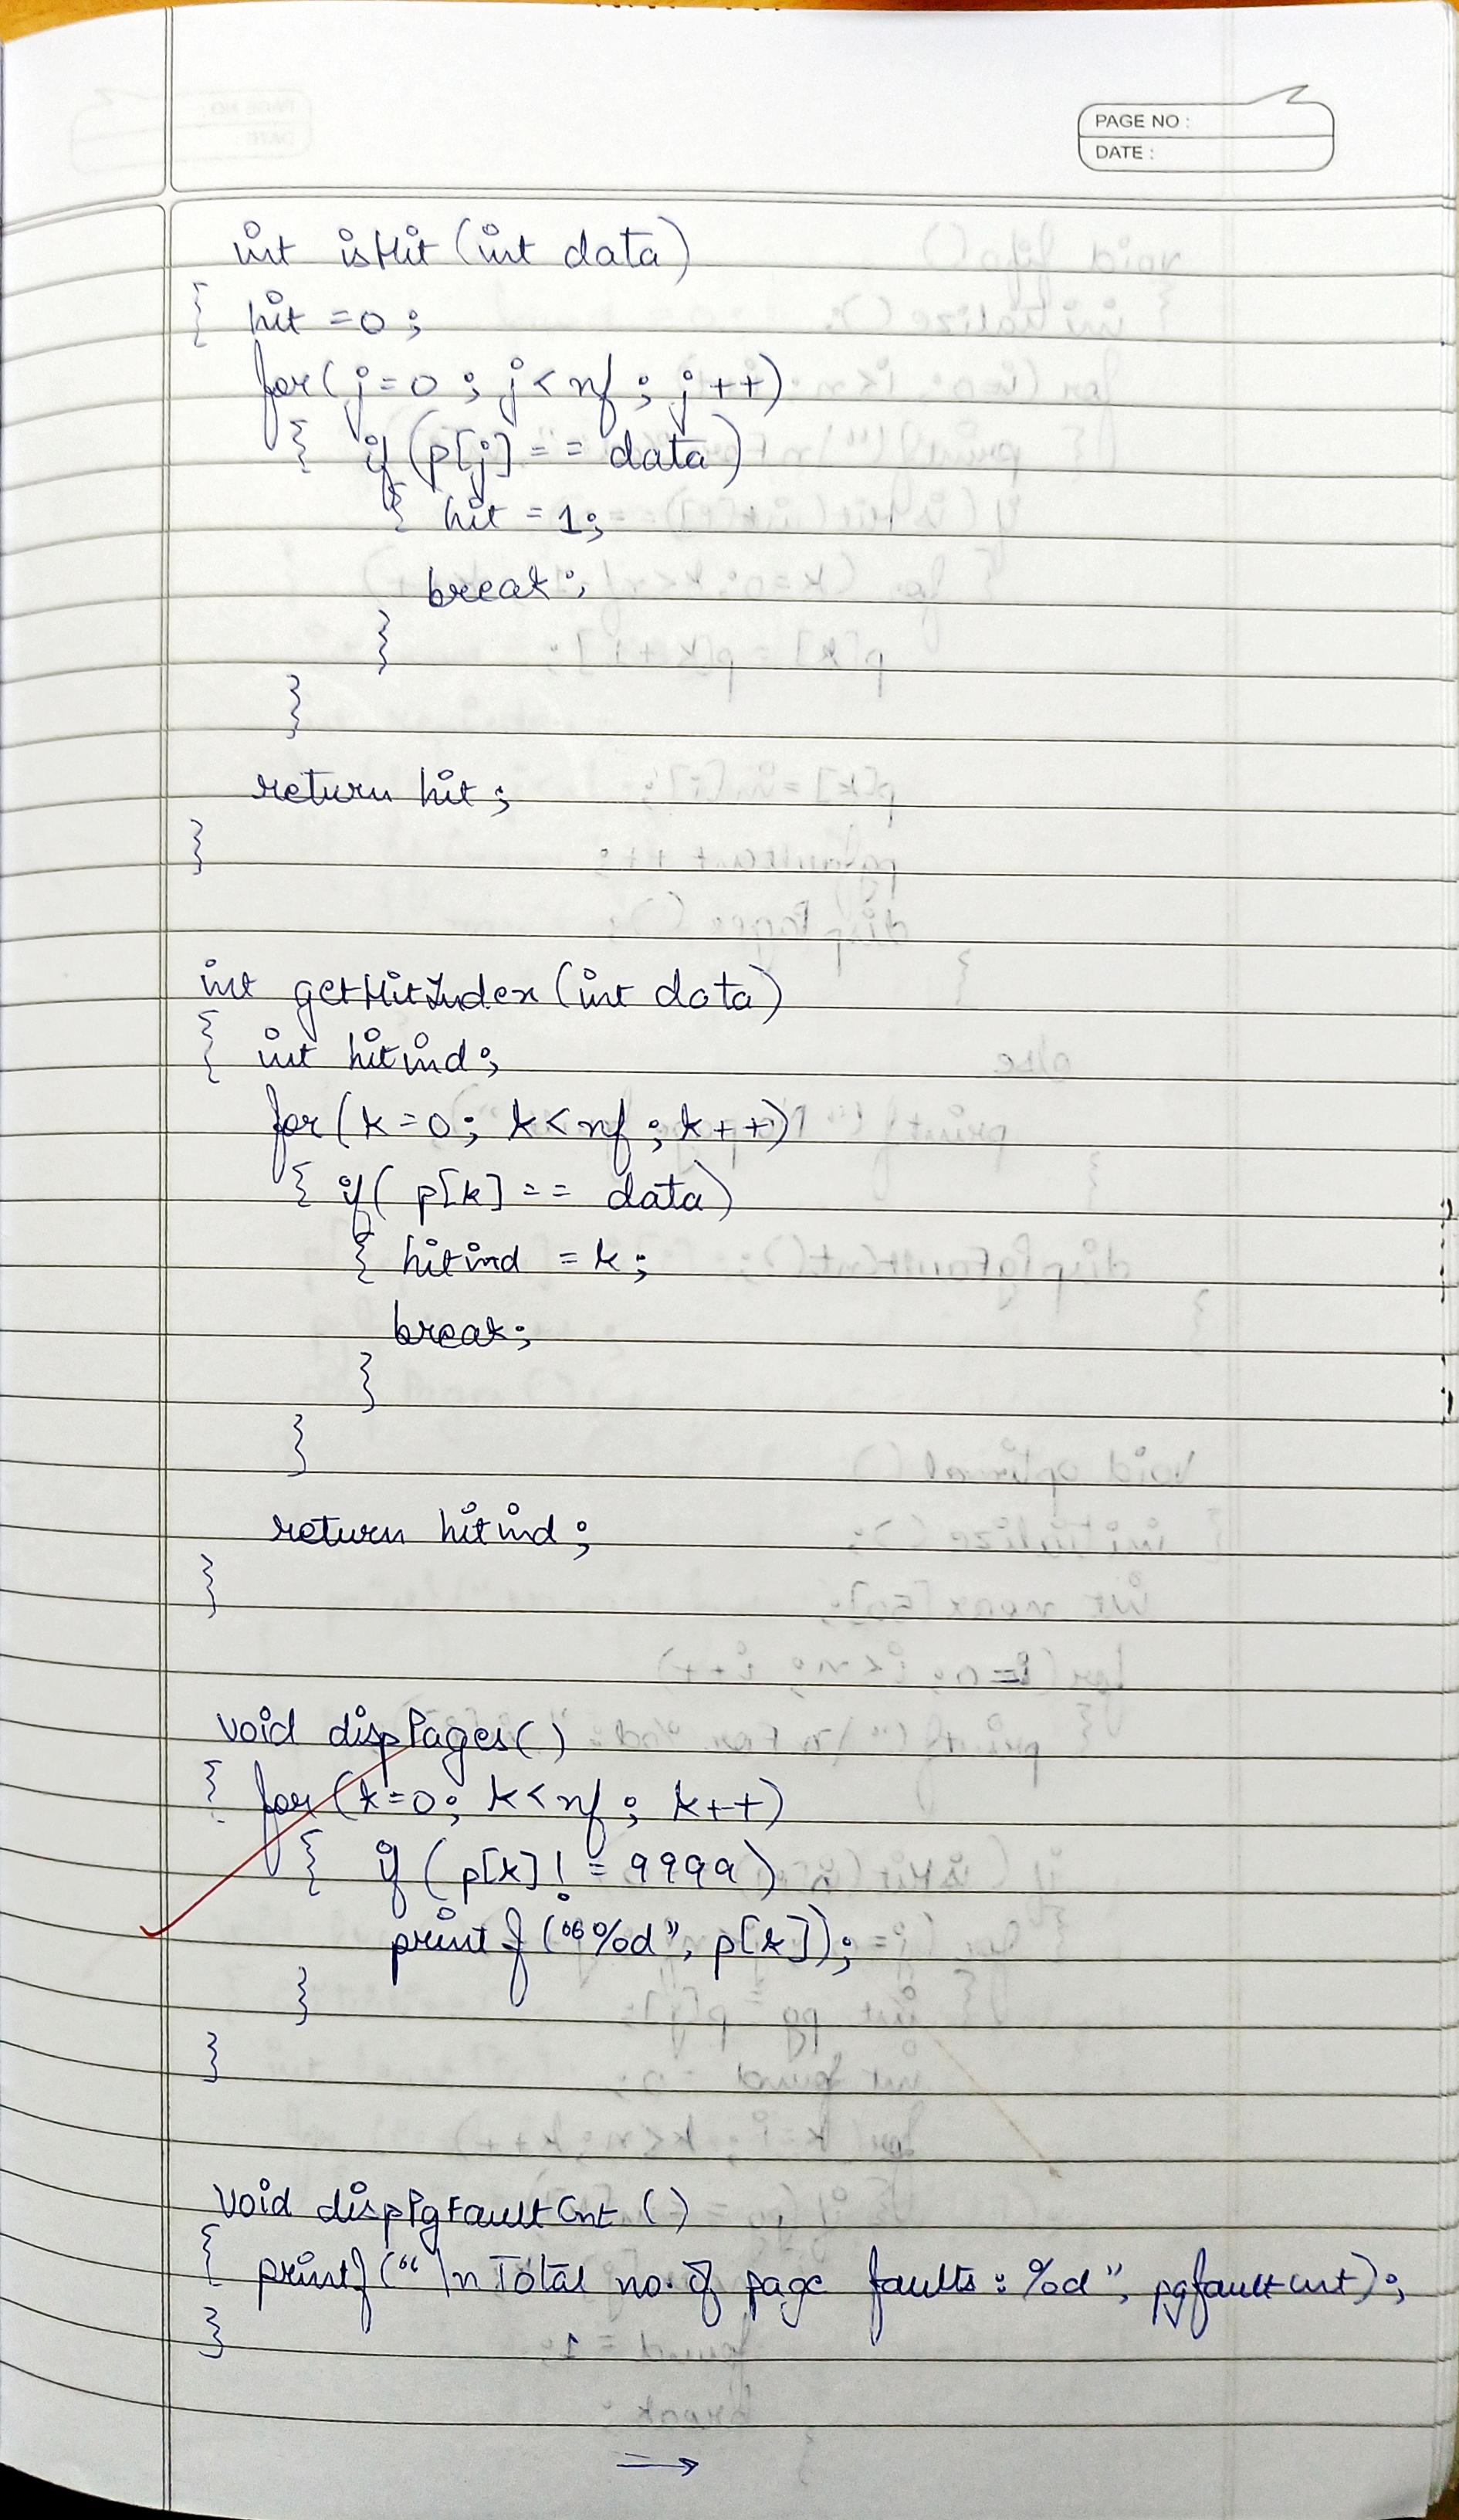 PAGE NO :
DATE :
int isHit (int data)
{ hit = 0 ;
for( j = 0 ; j < nf ; j ++)
{ if (p[j] = = data)
{ hit = 1;
break ;
}
}
return hit ;
}
int getHitIndex (int data)
{ int hitind ;
for( k = 0 ; k < nf ; k + +)
{ if( p[k] = = data)
{ hitind = k ;
break ;
}
}
return hitind ;
}
void dispPages( )
{ for (k=0 ; k < nf ; k++)
{ if ( p[k] ! = 9999)
printf ("%d", p[k]) ;
}
}
void dispPgFaultCnt ( )
{ printf ("\n Total no. of page faults : %d", pgfaultcnt) ;
}
→